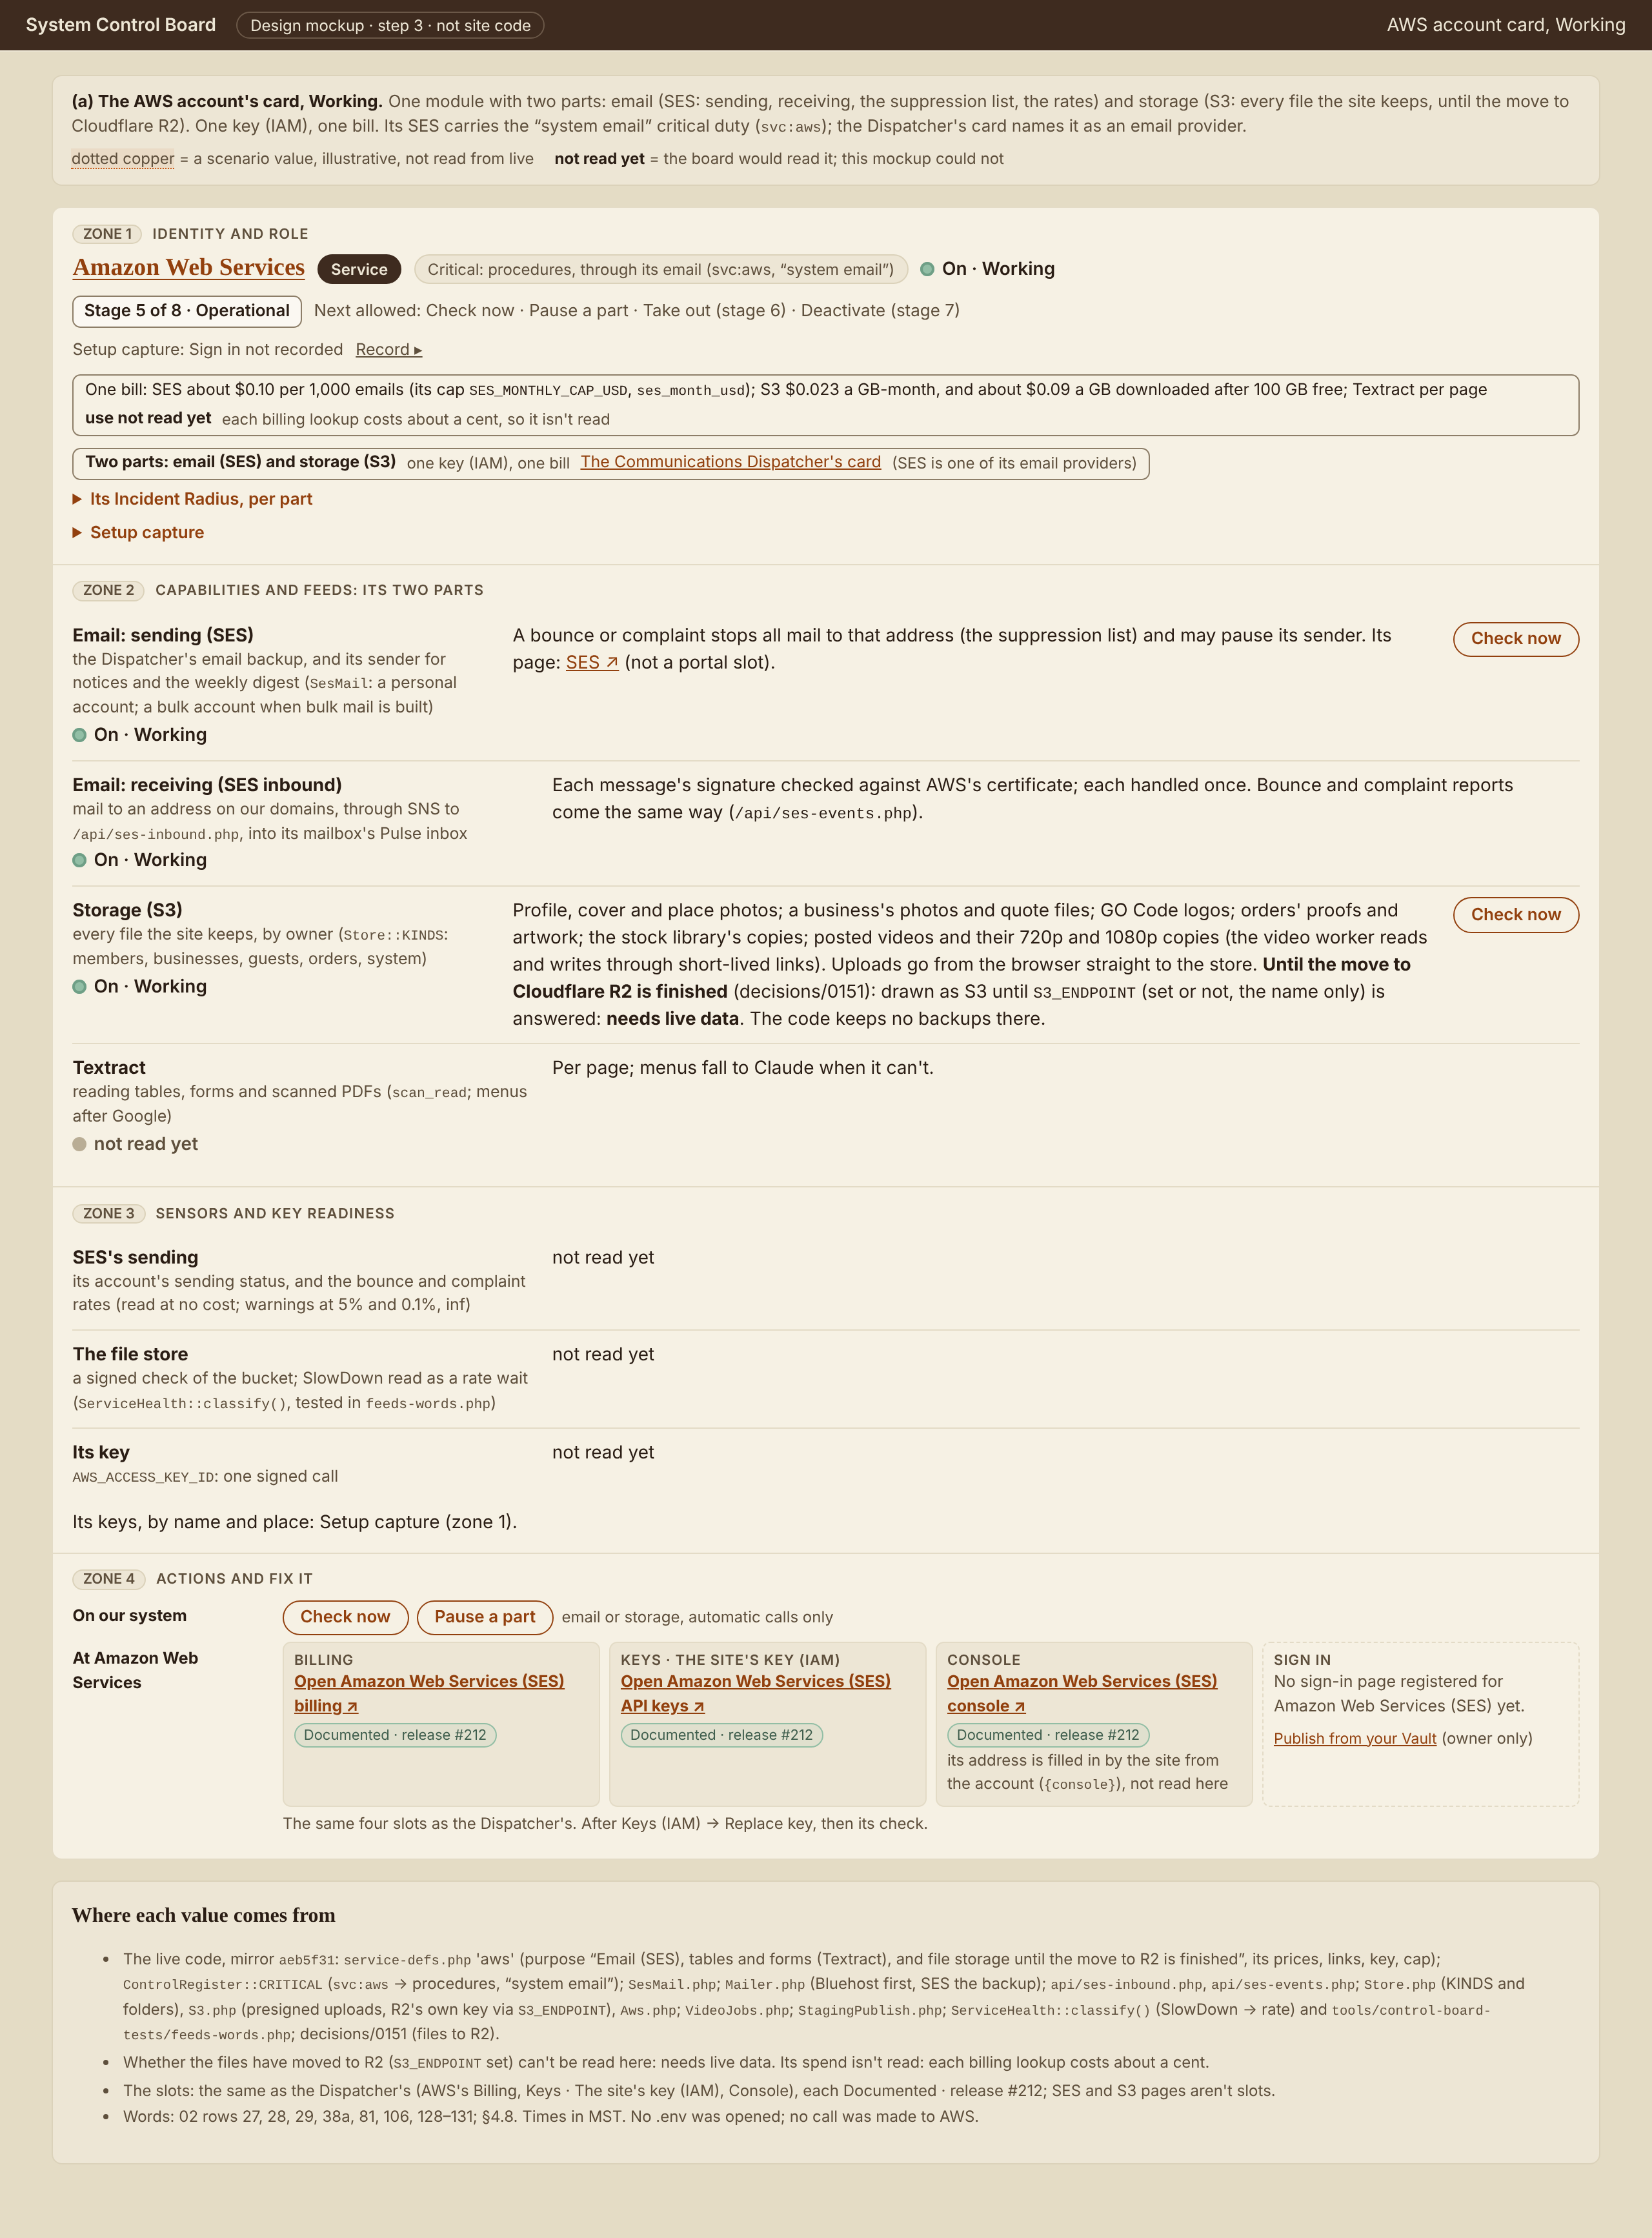 System Control Board
Design mockup · step 3 · not site code
AWS account card, Working
(a) The AWS account's card, Working. One module with two parts: email (SES: sending, receiving, the suppression list, the rates) and storage (S3: every file the site keeps, until the move to
Cloudflare R2). One key (IAM), one bill. Its SES carries the “system email” critical duty (svc:aws); the Dispatcher's card names it as an email provider.
dotted copper = a scenario value, illustrative, not read from live not read yet = the board would read it; this mockup could not
ZONE 1 IDENTITY AND ROLE
Amazon Web Services Service Critical: procedures, through its email (svc:aws, “system email”) On · Working
Stage 5 of 8 · Operational Next allowed: Check now · Pause a part · Take out (stage 6) · Deactivate (stage 7)
Setup capture: Sign in not recorded Record ▸
One bill: SES about $0.10 per 1,000 emails (its cap SES_MONTHLY_CAP_USD, ses_month_usd); S3 $0.023 a GB-month, and about $0.09 a GB downloaded after 100 GB free; Textract per page
use not read yet each billing lookup costs about a cent, so it isn't read
Two parts: email (SES) and storage (S3) one key (IAM), one bill The Communications Dispatcher's card (SES is one of its email providers)
▶ Its Incident Radius, per part
▶ Setup capture
ZONE 2 CAPABILITIES AND FEEDS: ITS TWO PARTS
Email: sending (SES)
the Dispatcher's email backup, and its sender for
notices and the weekly digest (SesMail: a personal
account; a bulk account when bulk mail is built)
On · Working
A bounce or complaint stops all mail to that address (the suppression list) and may pause its sender. Its
page: SES ↗ (not a portal slot).
Check now
Email: receiving (SES inbound)
mail to an address on our domains, through SNS to
/api/ses-inbound.php, into its mailbox's Pulse inbox
On · Working
Each message's signature checked against AWS's certificate; each handled once. Bounce and complaint reports
come the same way (/api/ses-events.php).
Storage (S3)
every file the site keeps, by owner (Store::KINDS:
members, businesses, guests, orders, system)
On · Working
Profile, cover and place photos; a business's photos and quote files; GO Code logos; orders' proofs and
artwork; the stock library's copies; posted videos and their 720p and 1080p copies (the video worker reads
and writes through short-lived links). Uploads go from the browser straight to the store. Until the move to
Cloudflare R2 is finished (decisions/0151): drawn as S3 until S3_ENDPOINT (set or not, the name only) is
answered: needs live data. The code keeps no backups there.
Check now
Textract
reading tables, forms and scanned PDFs (scan_read; menus
after Google)
not read yet
Per page; menus fall to Claude when it can't.
ZONE 3 SENSORS AND KEY READINESS
SES's sending
its account's sending status, and the bounce and complaint
rates (read at no cost; warnings at 5% and 0.1%, inf)
not read yet
The file store
a signed check of the bucket; SlowDown read as a rate wait
(ServiceHealth::classify(), tested in feeds-words.php)
not read yet
Its key
AWS_ACCESS_KEY_ID: one signed call
not read yet
Its keys, by name and place: Setup capture (zone 1).
ZONE 4 ACTIONS AND FIX IT
On our system
Check now Pause a part email or storage, automatic calls only
At Amazon Web
Services
BILLING
Open Amazon Web Services (SES)
billing ↗
Documented · release #212
KEYS · THE SITE'S KEY (IAM)
Open Amazon Web Services (SES)
API keys ↗
Documented · release #212
CONSOLE
Open Amazon Web Services (SES)
console ↗
Documented · release #212
its address is filled in by the site from
the account ({console}), not read here
SIGN IN
No sign-in page registered for
Amazon Web Services (SES) yet.
Publish from your Vault (owner only)
The same four slots as the Dispatcher's. After Keys (IAM) → Replace key, then its check.
Where each value comes from
• The live code, mirror aeb5f31: service-defs.php 'aws' (purpose “Email (SES), tables and forms (Textract), and file storage until the move to R2 is finished”, its prices, links, key, cap);
ControlRegister::CRITICAL (svc:aws → procedures, “system email”); SesMail.php; Mailer.php (Bluehost first, SES the backup); api/ses-inbound.php, api/ses-events.php; Store.php (KINDS and
folders), S3.php (presigned uploads, R2's own key via S3_ENDPOINT), Aws.php; VideoJobs.php; StagingPublish.php; ServiceHealth::classify() (SlowDown → rate) and tools/control-board-
tests/feeds-words.php; decisions/0151 (files to R2).
• Whether the files have moved to R2 (S3_ENDPOINT set) can't be read here: needs live data. Its spend isn't read: each billing lookup costs about a cent.
• The slots: the same as the Dispatcher's (AWS's Billing, Keys · The site's key (IAM), Console), each Documented · release #212; SES and S3 pages aren't slots.
• Words: 02 rows 27, 28, 29, 38a, 81, 106, 128–131; §4.8. Times in MST. No .env was opened; no call was made to AWS.